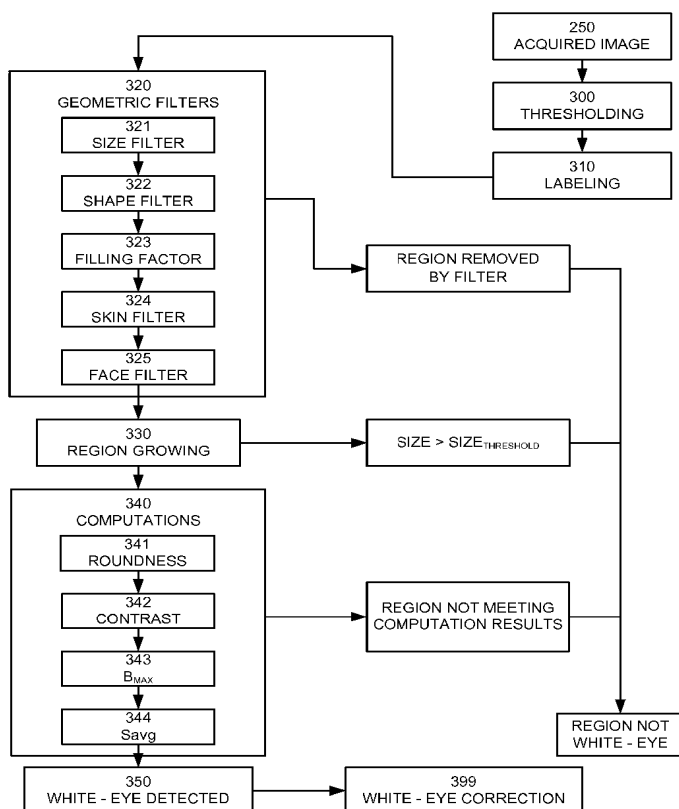 250
ACQUIRED IMAGE
300
THRESHOLDING
310
LABELING
320
GEOMETRIC FILTERS
321
SIZE FILTER
322
SHAPE FILTER
323
FILLING FACTOR
324
SKIN FILTER
325
FACE FILTER
REGION REMOVED
BY FILTER
330
REGION GROWING
SIZE > SIZE_THRESHOLD
340
COMPUTATIONS
341
ROUNDNESS
342
CONTRAST
343
B_MAX
344
Savg
REGION NOT MEETING
COMPUTATION RESULTS
REGION NOT
WHITE - EYE
350
WHITE - EYE DETECTED
399
WHITE - EYE CORRECTION